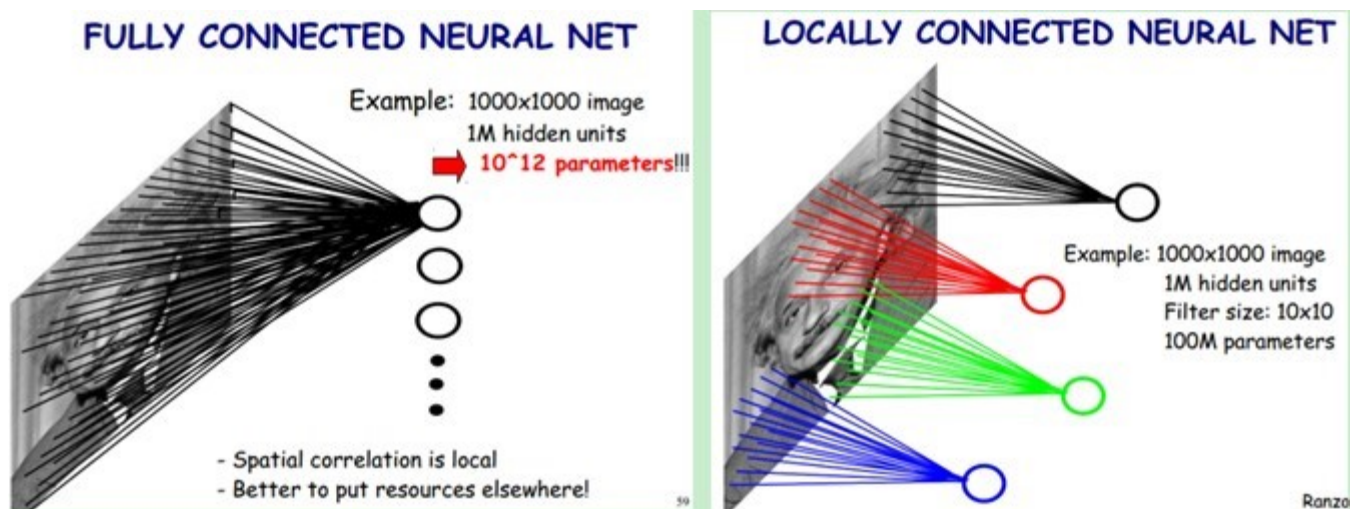 FULLY CONNECTED NEURAL NET
Example: 1000x1000 image
1M hidden units
10^12 parameters!!!
- Spatial correlation is local
- Better to put resources elsewhere!
59
LOCALLY CONNECTED NEURAL NET
Example: 1000x1000 image
1M hidden units
Filter size: 10x10
100M parameters
Ranzo